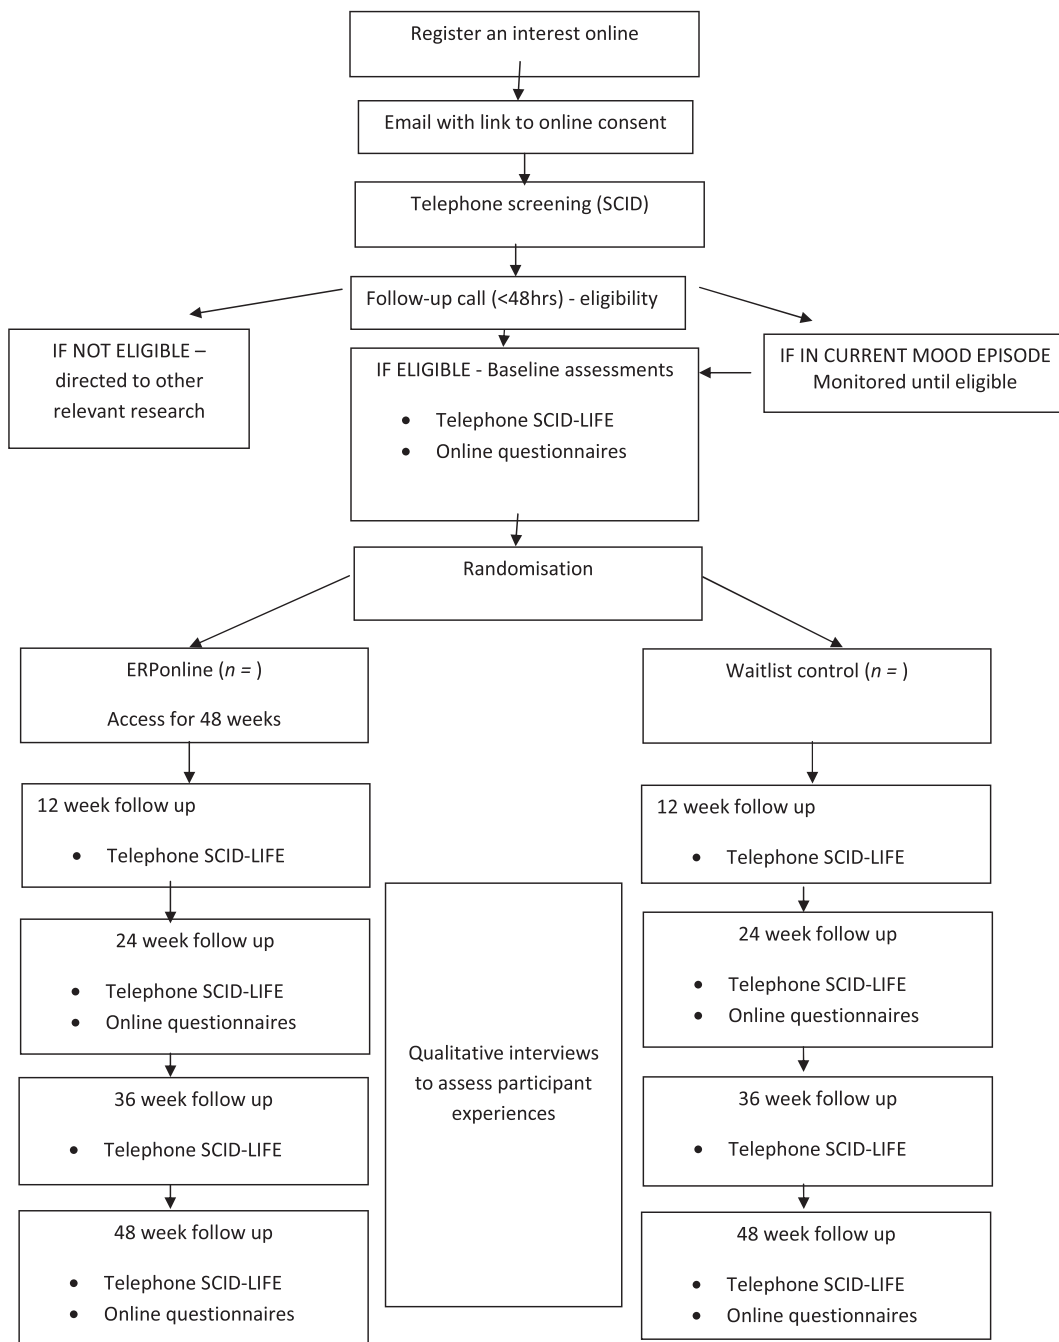 Register an interest online
Email with link to online consent
Telephone screening (SCID)
Follow-up call (<48hrs) - eligibility
IF NOT ELIGIBLE –
directed to other
relevant research
IF ELIGIBLE - Baseline assessments
• Telephone SCID-LIFE
• Online questionnaires
IF IN CURRENT MOOD EPISODE
Monitored until eligible
Randomisation
ERPonline (n = )
Access for 48 weeks
Waitlist control (n = )
12 week follow up
• Telephone SCID-LIFE
24 week follow up
• Telephone SCID-LIFE
• Online questionnaires
36 week follow up
• Telephone SCID-LIFE
48 week follow up
• Telephone SCID-LIFE
• Online questionnaires
Qualitative interviews
to assess participant
experiences
12 week follow up
• Telephone SCID-LIFE
24 week follow up
• Telephone SCID-LIFE
• Online questionnaires
36 week follow up
• Telephone SCID-LIFE
48 week follow up
• Telephone SCID-LIFE
• Online questionnaires